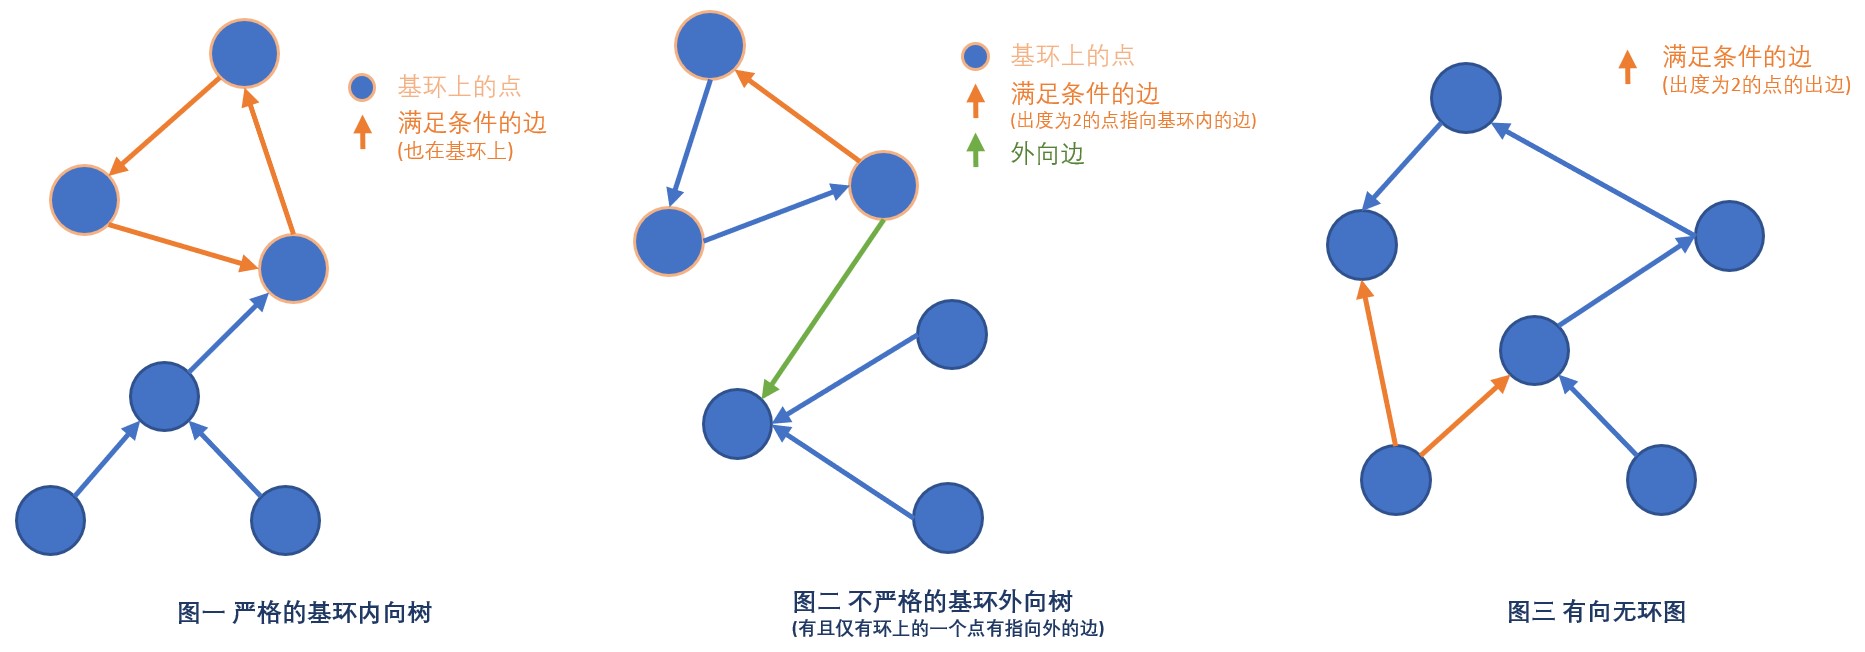 基环上的点
满足条件的边
(也在基环上)
图一 严格的基环内向树
基环上的点
满足条件的边
(出度为2的点指向基环内的边)
外向边
图二 不严格的基环外向树
(有且仅有环上的一个点有指向外的边)
满足条件的边
(出度为2的点的出边)
图三 有向无环图